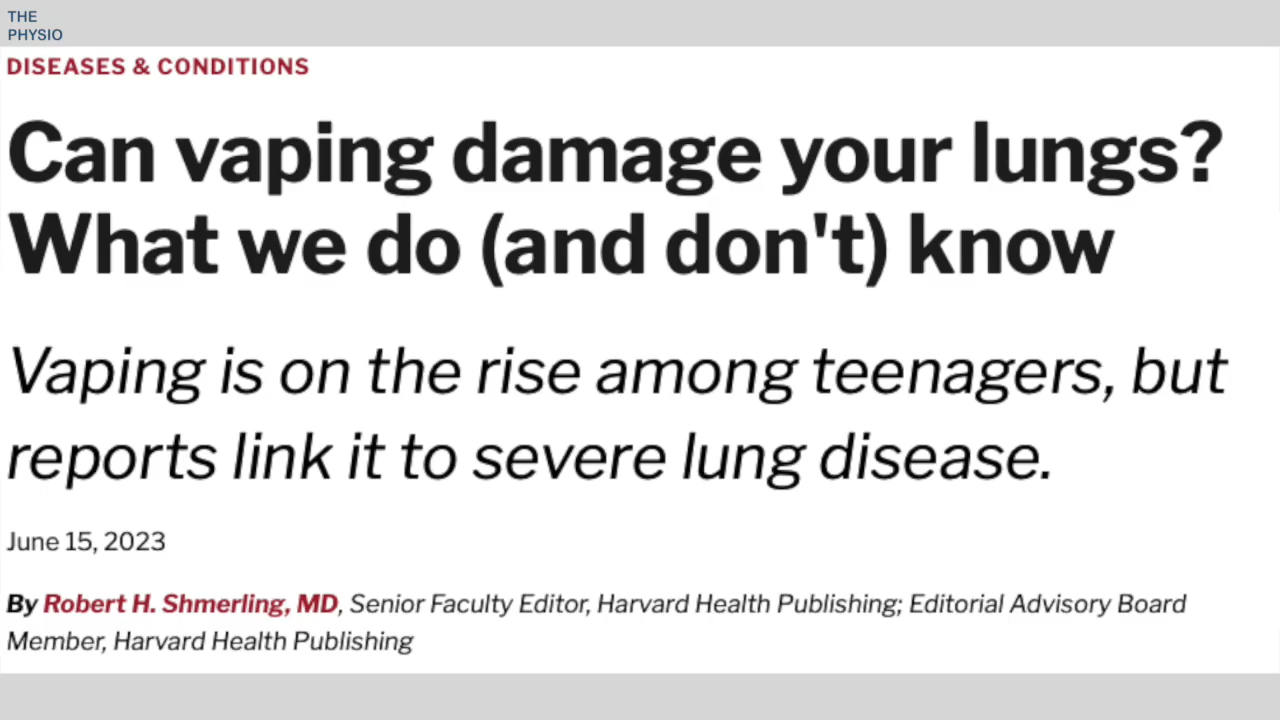 THE
PHYSIO
DISEASES & CONDITIONS
Can vaping damage your lungs?
What we do (and don't) know
Vaping is on the rise among teenagers, but
reports link it to severe lung disease.
June 15, 2023
By Robert H. Shmerling, MD, Senior Faculty Editor, Harvard Health Publishing; Editorial Advisory Board
Member, Harvard Health Publishing